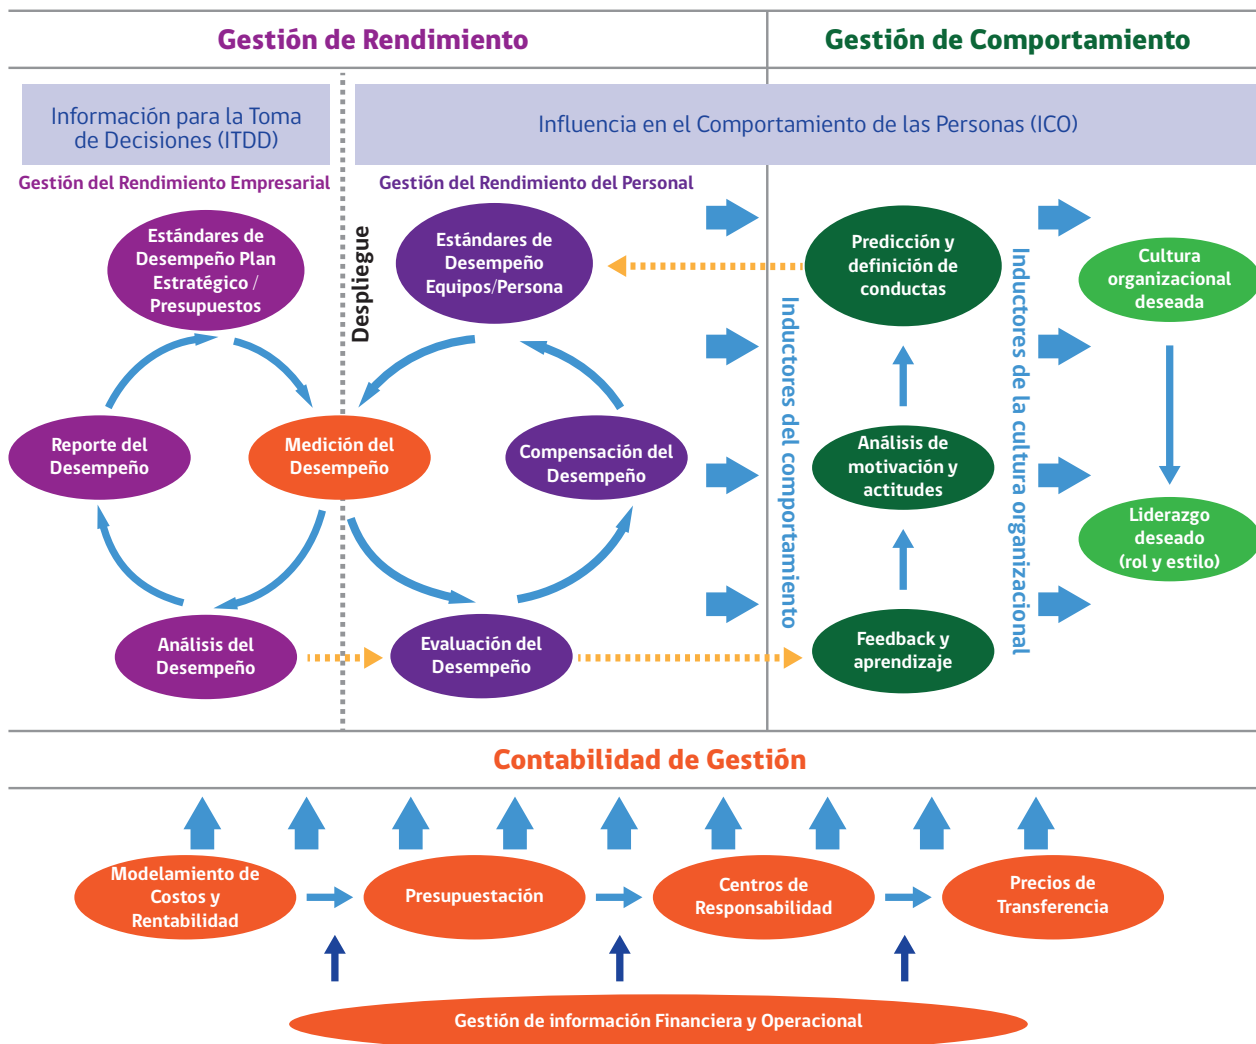 Gestión de Rendimiento
Gestión de Comportamiento
Información para la Toma
de Decisiones (ITDD)
Influencia en el Comportamiento de las Personas (ICO)
Gestión del Rendimiento Empresarial
Gestión del Rendimiento del Personal
Estándares de
Desempeño Plan
Estratégico /
Presupuestos
Despliegue
Estándares de
Desempeño
Equipos/Persona
Predicción y
definición de
conductas
Cultura
organizacional
deseada
Inductores del comportamiento
Inductores de la cultura organizacional
Reporte del
Desempeño
Medición del
Desempeño
Compensación del
Desempeño
Análisis de
motivación y
actitudes
Liderazgo
deseado
(rol y estilo)
Análisis del
Desempeño
Evaluación del
Desempeño
Feedback y
aprendizaje
Contabilidad de Gestión
Modelamiento de
Costos y
Rentabilidad
Presupuestación
Centros de
Responsabilidad
Precios de
Transferencia
Gestión de información Financiera y Operacional